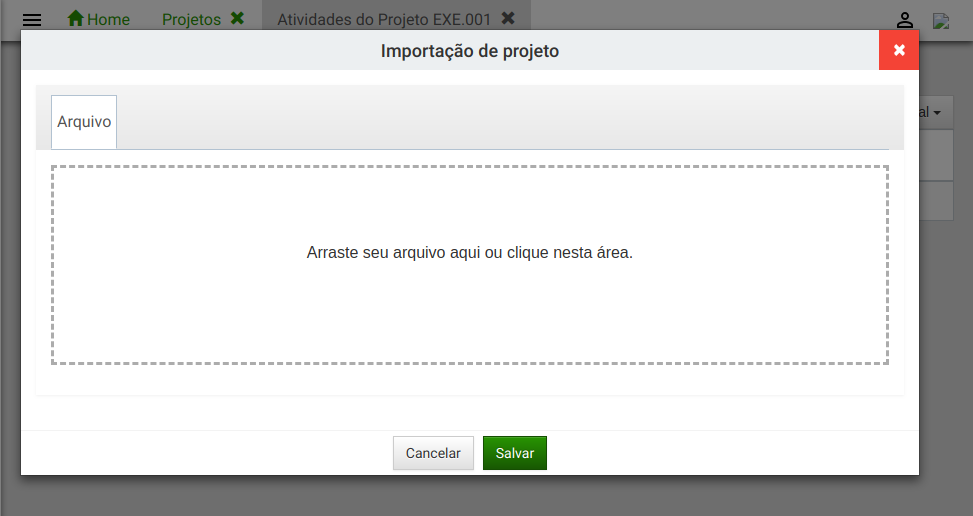 Home Projetos Atividades do Projeto EXE.001
Importação de projeto
al
Arquivo
Arraste seu arquivo aqui ou clique nesta área.
Cancelar Salvar